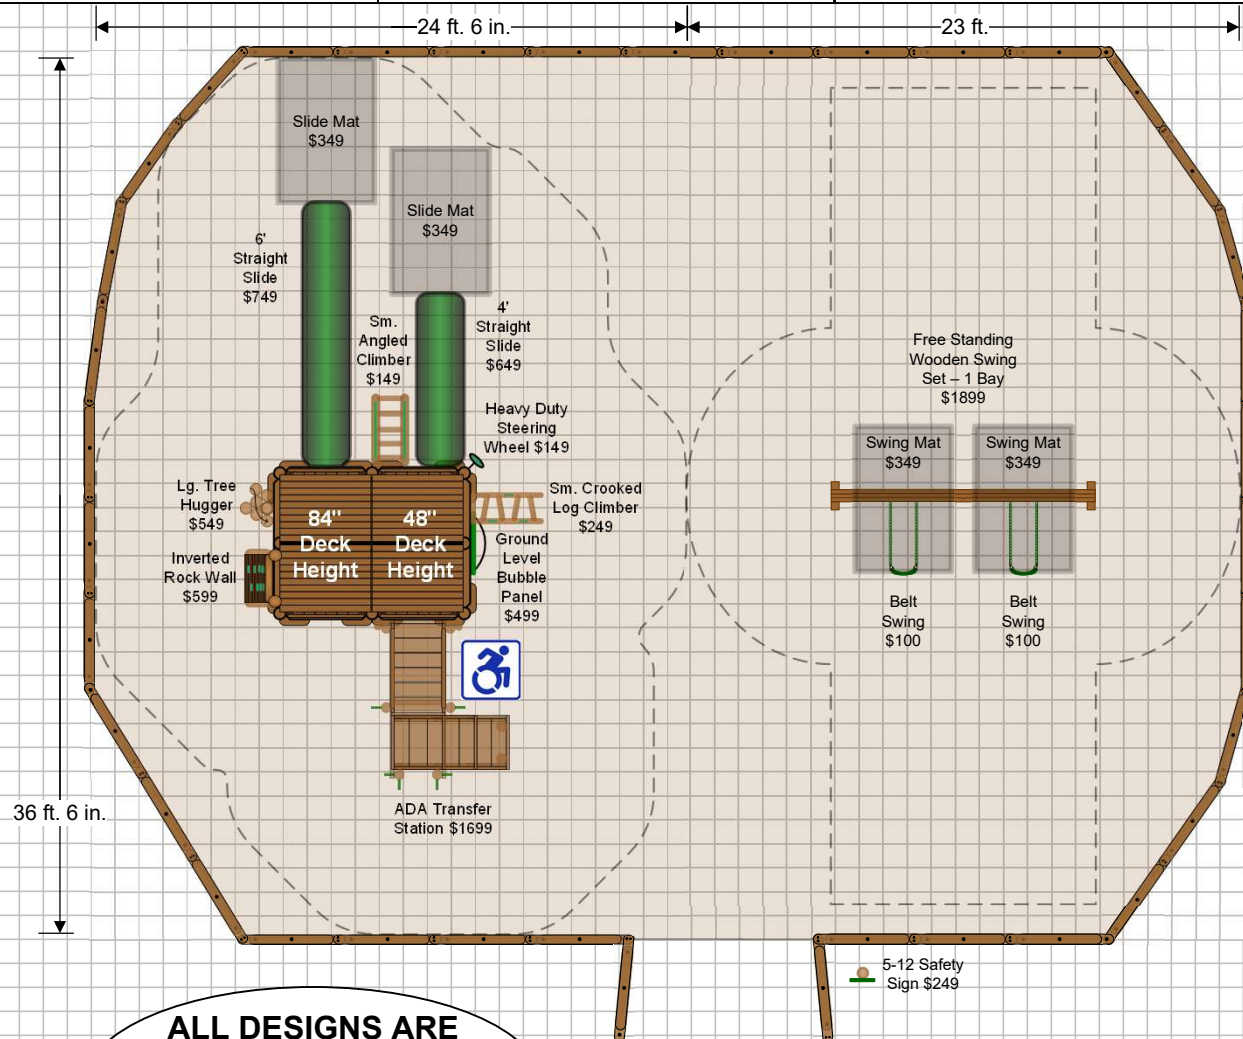 24 ft. 6 in.
23 ft.
Slide Mat
$349
Slide Mat
$349
6'
Straight
Slide
$749
Sm.
Angled
Climber
$149
4'
Straight
Slide
$649
Heavy Duty
Steering
Wheel $149
Free Standing
Wooden Swing
Set – 1 Bay
$1899
Swing Mat
$349
Swing Mat
$349
Lg. Tree
Hugger
$549
84"
Deck
Height
48"
Deck
Height
Sm. Crooked
Log Climber
$249
Inverted
Rock Wall
$599
Ground
Level
Bubble
Panel
$499
Belt
Swing
$100
Belt
Swing
$100
36 ft. 6 in.
ADA Transfer
Station $1699
5-12 Safety
Sign $249
ALL DESIGNS ARE